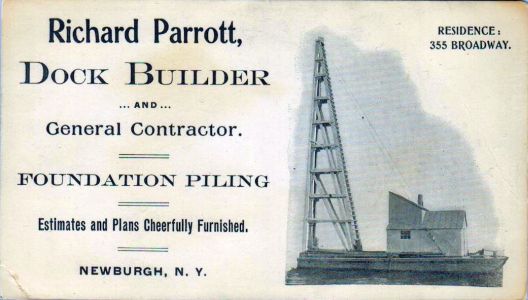 Richard Parrott,
DOCK BUILDER
... AND ...
General Contractor.
FOUNDATION PILING
Estimates and Plans Cheerfully Furnished.
NEWBURGH, N. Y.
RESIDENCE:
355 BROADWAY.